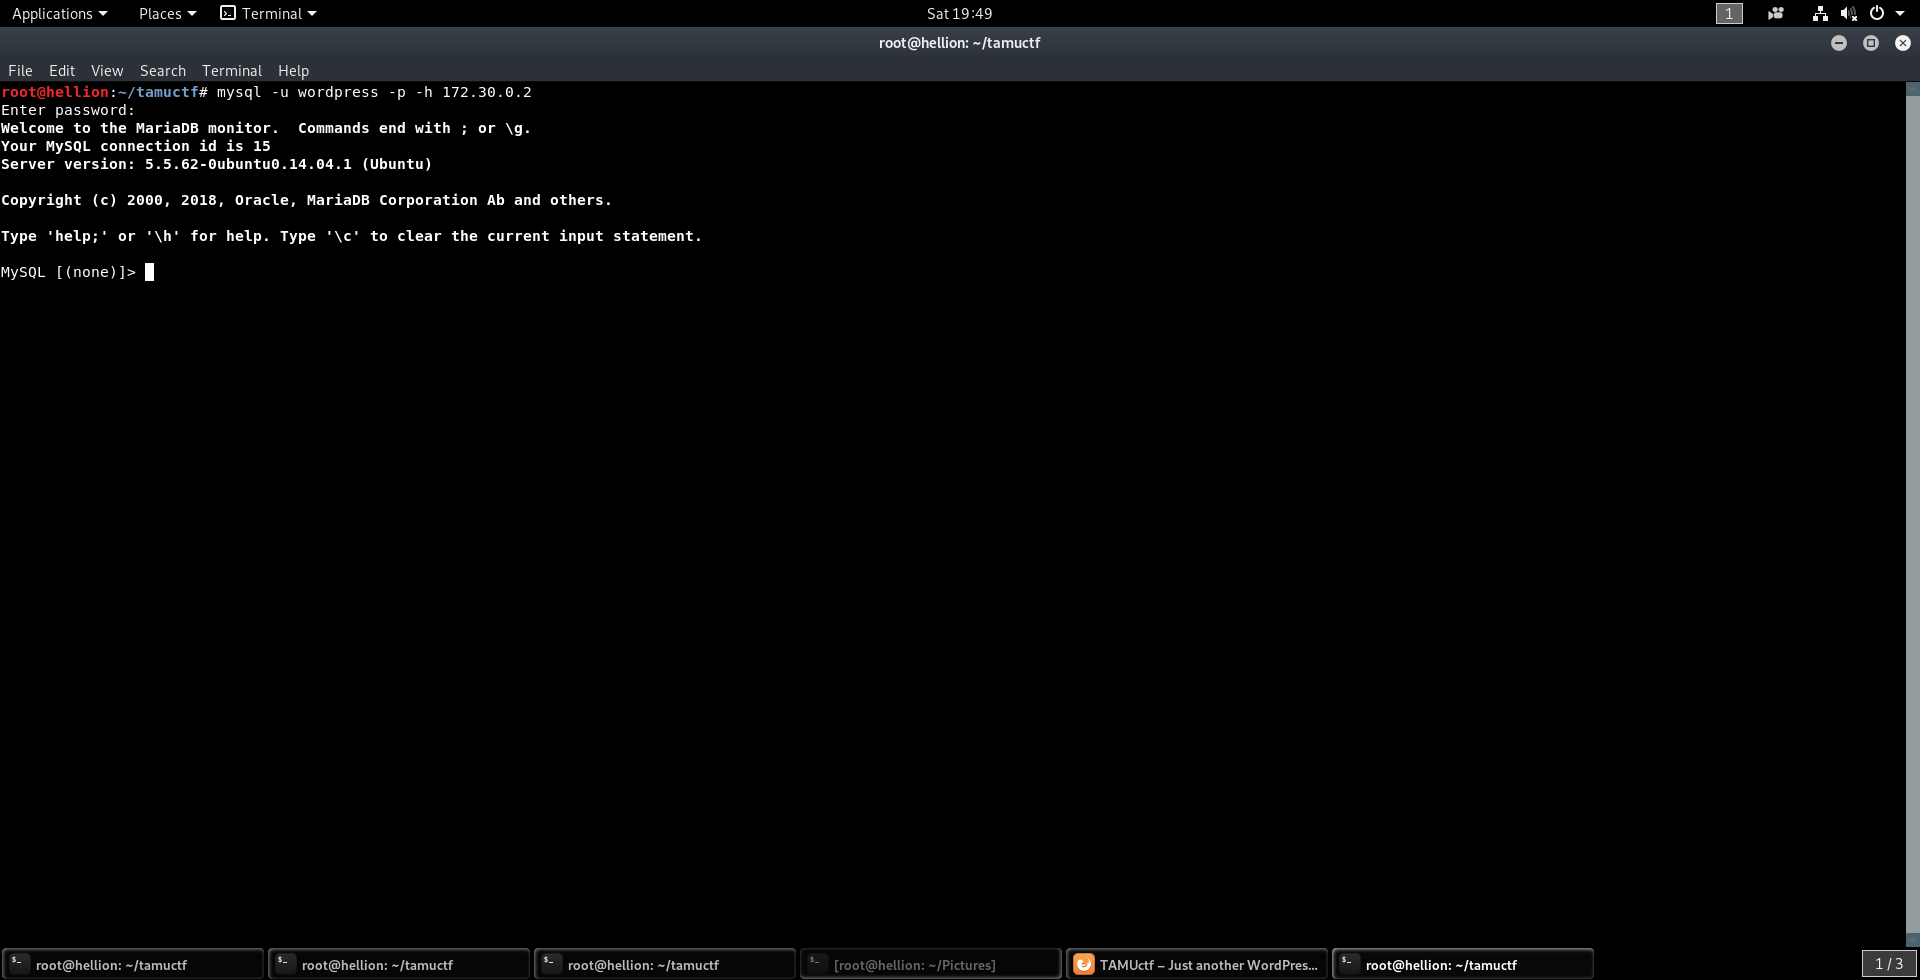 Applications Places Terminal Sat 19:49 1
root@hellion: ~/tamuctf
File Edit View Search Terminal Help
root@hellion:~/tamuctf# mysql -u wordpress -p -h 172.30.0.2
Enter password:
Welcome to the MariaDB monitor.  Commands end with ; or \g.
Your MySQL connection id is 15
Server version: 5.5.62-0ubuntu0.14.04.1 (Ubuntu)
Copyright (c) 2000, 2018, Oracle, MariaDB Corporation Ab and others.
Type 'help;' or '\h' for help. Type '\c' to clear the current input statement.
MySQL [(none)]>
root@hellion: ~/tamuctf root@hellion: ~/tamuctf root@hellion: ~/tamuctf [root@hellion: ~/Pictures] TAMUctf – Just another WordPres... root@hellion: ~/tamuctf 1 / 3